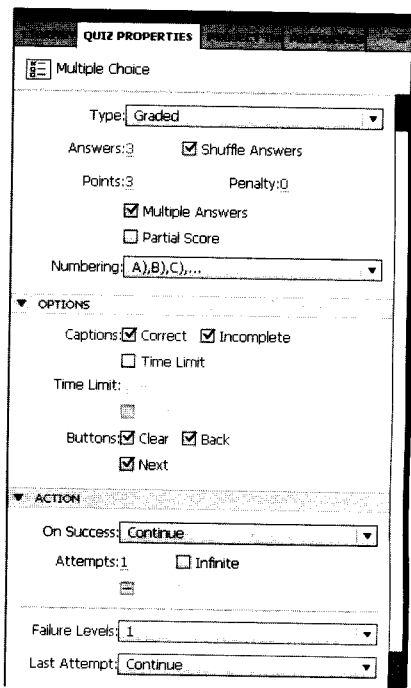 QUIZ PROPERTIES
Multiple Choice
Type: Graded
Answers:3 Shuffle Answers
Points:3 Penalty:0
Multiple Answers
Partial Score
Numbering: A),B),C),...
OPTIONS
Captions: Correct Incomplete
Time Limit
Time Limit:
Buttons: Clear Back
Next
ACTION
On Success: Continue
Attempts:1 Infinite
Failure Levels: 1
Last Attempt: Continue